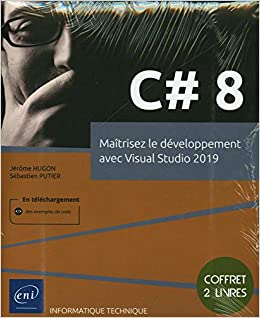 C# 8
Maîtrisez le développement
avec Visual Studio 2019
Jérôme HUGON
Sébastien PUTIER
En téléchargement
</>
des exemples de code
COFFRET
2 LIVRES
eni
INFORMATIQUE TECHNIQUE